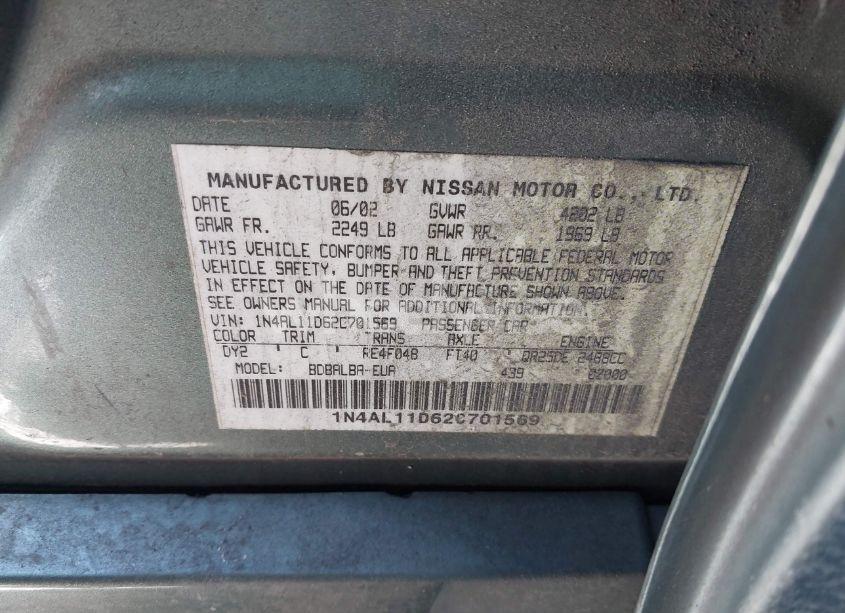 MANUFACTURED BY NISSAN MOTOR CO., LTD.
DATE 06/02 GVWR 4202 LB
GAWR FR. 2249 LB GAWR RR. 1969 LB
THIS VEHICLE CONFORMS TO ALL APPLICABLE FEDERAL MOTOR
VEHICLE SAFETY, BUMPER AND THEFT PREVENTION STANDARDS
IN EFFECT ON THE DATE OF MANUFACTURE SHOWN ABOVE.
SEE OWNERS MANUAL FOR ADDITIONAL INFORMATION.
VIN: 1N4AL11D62C701569 PASSENGER CAR
COLOR TRIM TRANS AXLE ENGINE
DY2 C RE4F04B FT40 QR25DE 2488CC
MODEL: BDBALBA-EUA 439 02000
1N4AL11D62C701569